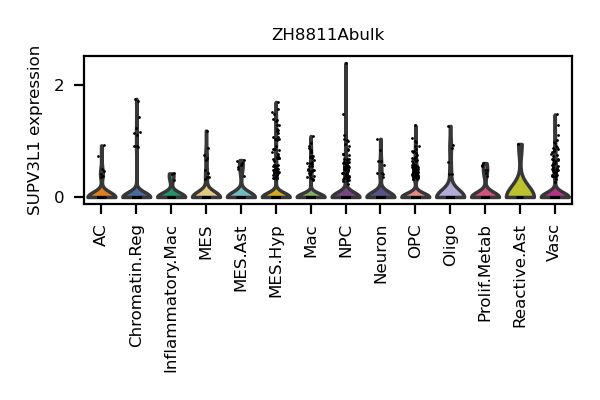 ZH8811Abulk
SUPV3L1 expression
2
0
AC
Chromatin.Reg
Inflammatory.Mac
MES
MES.Ast
MES.Hyp
Mac
NPC
Neuron
OPC
Oligo
Prolif.Metab
Reactive.Ast
Vasc